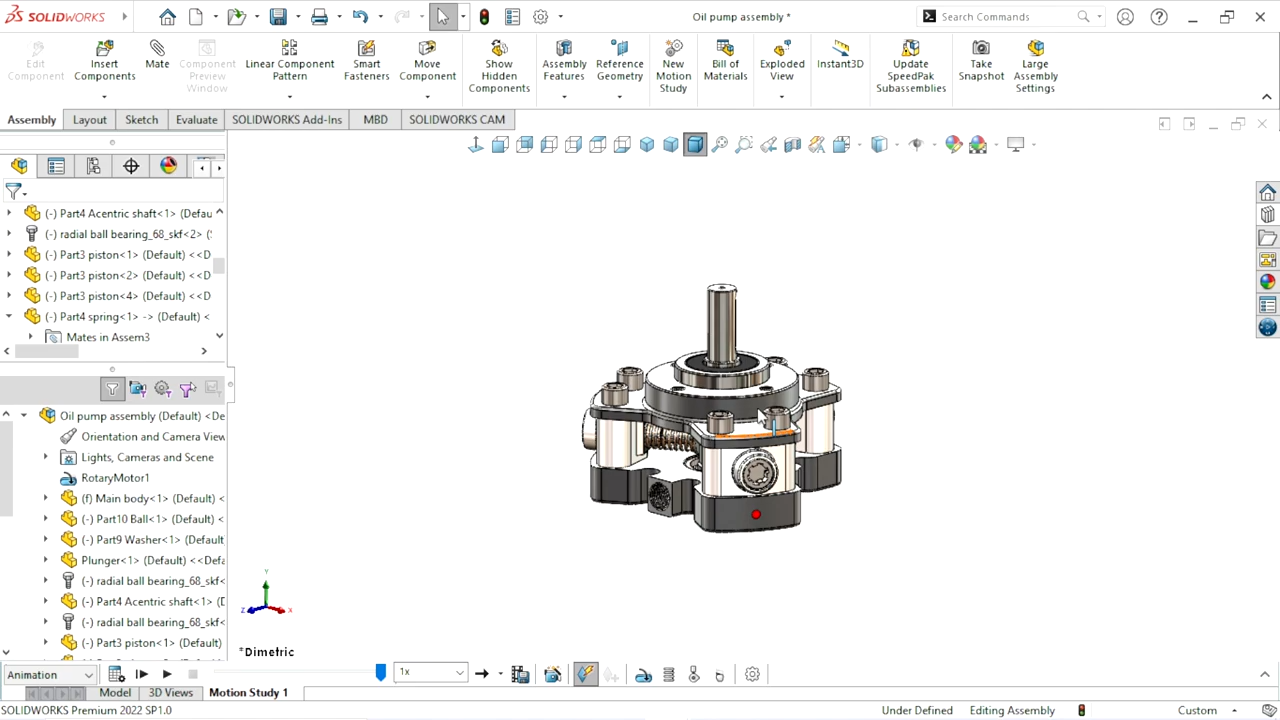 SOLIDWORKS
Oil pump assembly *
Search Commands
Edit Component
Insert Components
Mate
Component Preview Window
Linear Component Pattern
Smart Fasteners
Move Component
Show Hidden Components
Assembly Features
Reference Geometry
New Motion Study
Bill of Materials
Exploded View
Instant3D
Update SpeedPak Subassemblies
Take Snapshot
Large Assembly Settings
Assembly Layout Sketch Evaluate SOLIDWORKS Add-Ins MBD SOLIDWORKS CAM
(-) Part4 Acentric shaft<1> (Defau
(-) radial ball bearing_68_skf<2> (
(-) Part3 piston<1> (Default) <<D
(-) Part3 piston<2> (Default) <<D
(-) Part3 piston<4> (Default) <<D
(-) Part4 spring<1> -> (Default) <
Mates in Assem3
Oil pump assembly (Default) <De
Orientation and Camera View
Lights, Cameras and Scene
RotaryMotor1
(f) Main body<1> (Default) <
(-) Part10 Ball<1> (Default) <
(-) Part9 Washer<1> (Default)
Plunger<1> (Default) <<Defau
(-) radial ball bearing_68_skf<
(-) Part4 Acentric shaft<1> (D
(-) radial ball bearing_68_skf<
(-) Part3 piston<1> (Default)
Y
Z X
*Dimetric
Animation 1x
Model 3D Views Motion Study 1
SOLIDWORKS Premium 2022 SP1.0 Under Defined Editing Assembly Custom